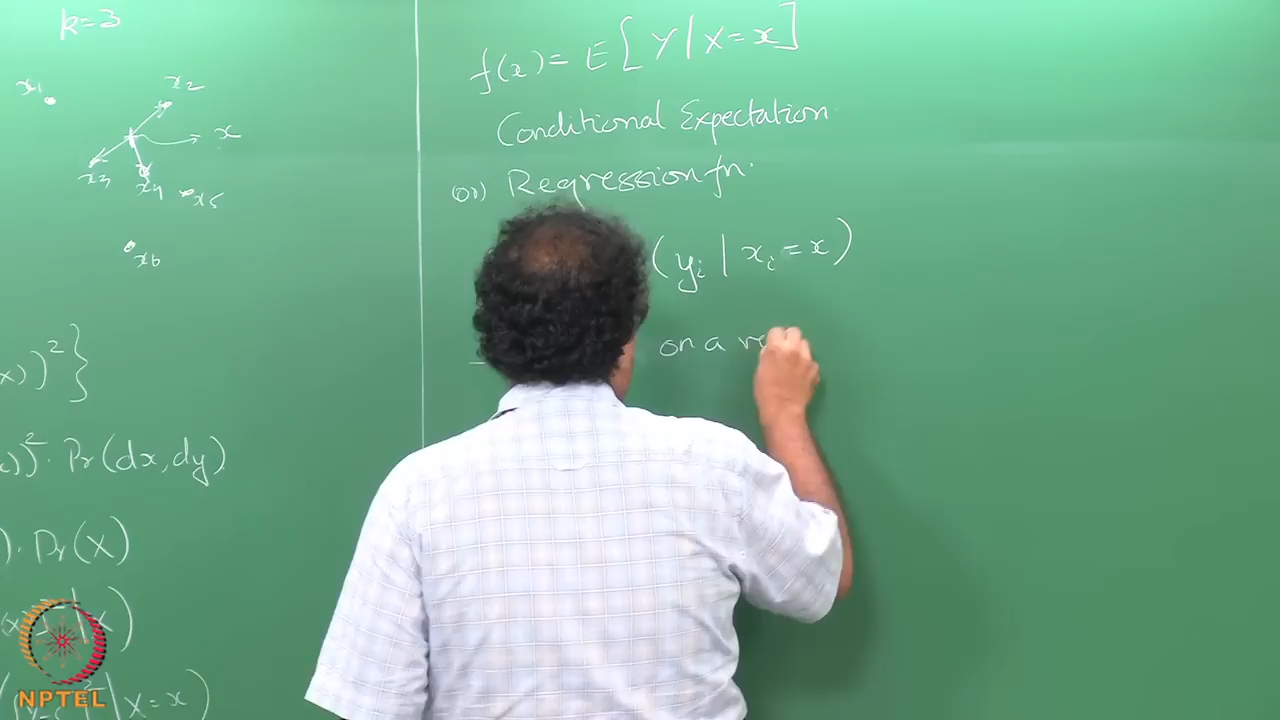 k=3
x1
x2
x
x3
x4
x5
x6
)²}
)². Pr(dx,dy)
). Pr(X)
X)
| X=x)
f(x) = E[Y|X=x]
Conditional Expectation
(or) Regression fn.
(yi | xi = x)
on a
NPTEL